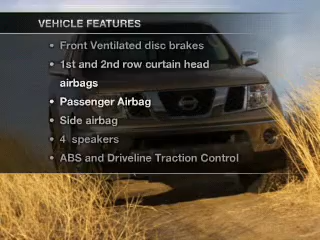 VEHICLE FEATURES
• Front Ventilated disc brakes
• 1st and 2nd row curtain head
airbags
• Passenger Airbag
• Side airbag
• 4 speakers
• ABS and Driveline Traction Control